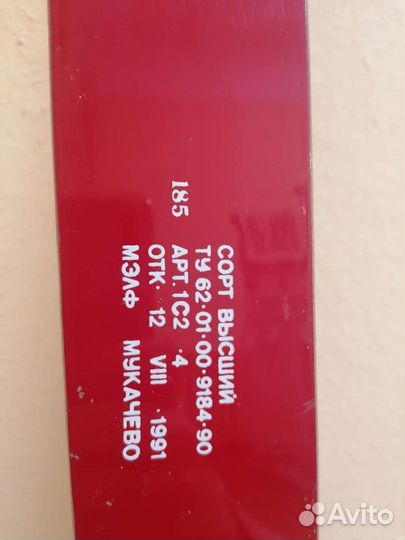 185
СОРТ ВЫСШИЙ
ТУ 62·01·00·9184·90
АРТ. 1С2 ·4
ОТК· 12 VIII ·1991
МЭЛФ МУКАЧЕВО
Avito